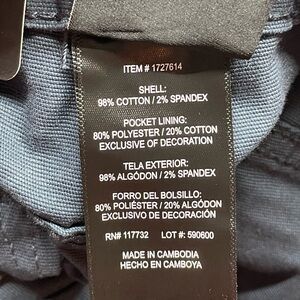 ITEM # 1727614
SHELL:
98% COTTON / 2% SPANDEX
POCKET LINING:
80% POLYESTER / 20% COTTON
EXCLUSIVE OF DECORATION
TELA EXTERIOR:
98% ALGODÓN / 2% SPANDEX
FORRO DEL BOLSILLO:
80% POLIÉSTER / 20% ALGODÓN
EXCLUSIVO DE DECORACIÓN
RN# 117732 LOT #: 590600
MADE IN CAMBODIA
HECHO EN CAMBOYA